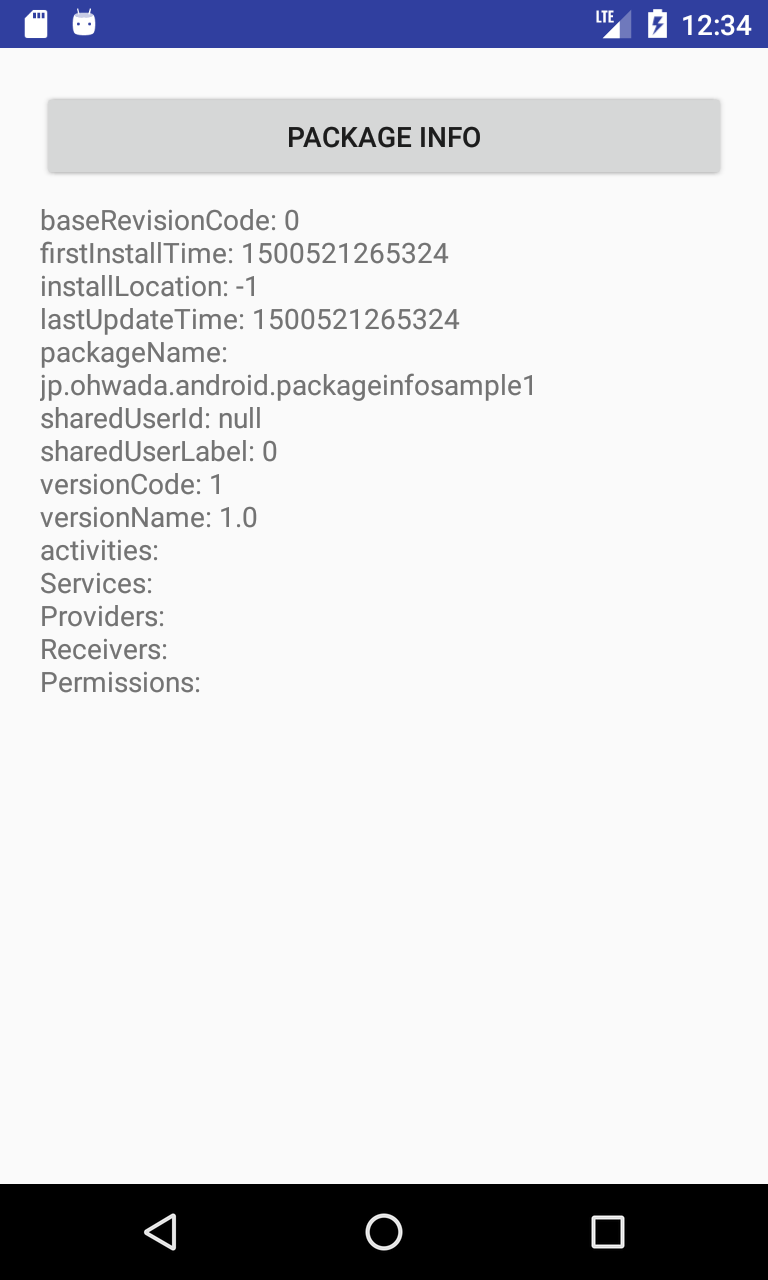 LTE 12:34
PACKAGE INFO
baseRevisionCode: 0
firstInstallTime: 1500521265324
installLocation: -1
lastUpdateTime: 1500521265324
packageName:
jp.ohwada.android.packageinfosample1
sharedUserId: null
sharedUserLabel: 0
versionCode: 1
versionName: 1.0
activities:
Services:
Providers:
Receivers:
Permissions: